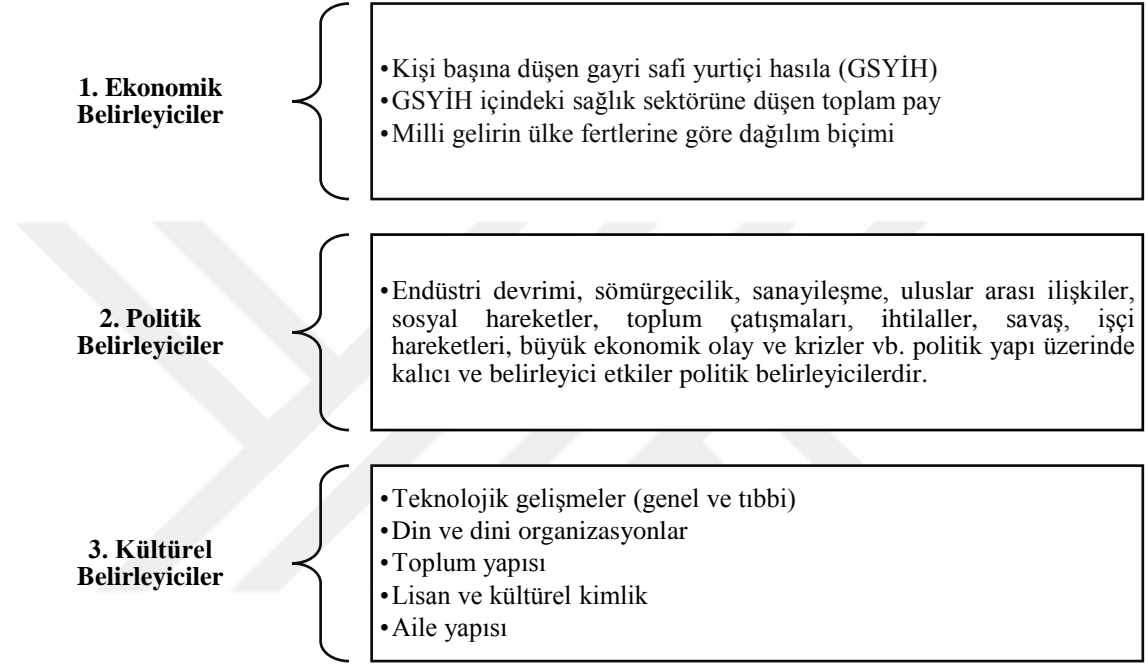 1. Ekonomik
Belirleyiciler
•Kişi başına düşen gayri safi yurtiçi hasıla (GSYİH)
•GSYİH içindeki sağlık sektörüne düşen toplam pay
•Milli gelirin ülke fertlerine göre dağılım biçimi
2. Politik
Belirleyiciler
•Endüstri devrimi, sömürgecilik, sanayileşme, uluslar arası ilişkiler,
sosyal hareketler, toplum çatışmaları, ihtilaller, savaş, işçi
hareketleri, büyük ekonomik olay ve krizler vb. politik yapı üzerinde
kalıcı ve belirleyici etkiler politik belirleyicilerdir.
3. Kültürel
Belirleyiciler
•Teknolojik gelişmeler (genel ve tıbbi)
•Din ve dini organizasyonlar
•Toplum yapısı
•Lisan ve kültürel kimlik
•Aile yapısı